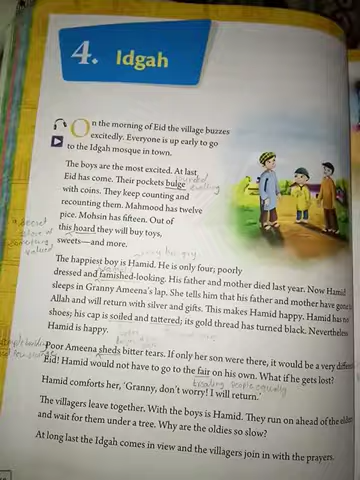 4. Idgah
On the morning of Eid the village buzzes
excitedly. Everyone is up early to go
to the Idgah mosque in town.
The boys are the most excited. At last,
Eid has come. Their pockets bulge
with coins. They keep counting and
recounting them. Mahmood has twelve
pice. Mohsin has fifteen. Out of
this hoard they will buy toys,
sweets—and more.
a secret
store of
something
valued
very hungry
The happiest boy is Hamid. He is only four; poorly
dressed and famished-looking. His father and mother died last year. Now Hamid
sleeps in Granny Ameena's lap. She tells him that his father and mother have gone to
Allah and will return with silver and gifts. This makes Hamid happy. Hamid has no
shoes; his cap is soiled and tattered; its gold thread has turned black. Nevertheless
Hamid is happy.
Poor Ameena sheds bitter tears. If only her son were there, it would be a very different
Eid! Hamid would not have to go to the fair on his own. What if he gets lost?
treating people equally
Hamid comforts her, 'Granny, don't worry! I will return.'
The villagers leave together. With the boys is Hamid. They run on ahead of the elders
and wait for them under a tree. Why are the oldies so slow?
At long last the Idgah comes in view and the villagers join in with the prayers.